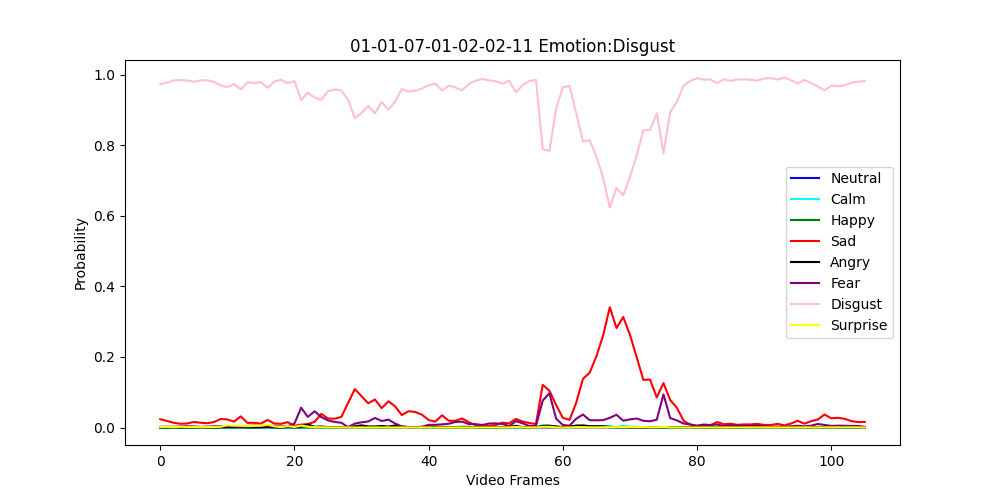 01-01-07-01-02-02-11 Emotion:Disgust
1.0
0.8
0.6
0.4
0.2
0.0
Probability
0
20
40
60
80
100
Video Frames
Neutral
Calm
Happy
Sad
Angry
Fear
Disgust
Surprise